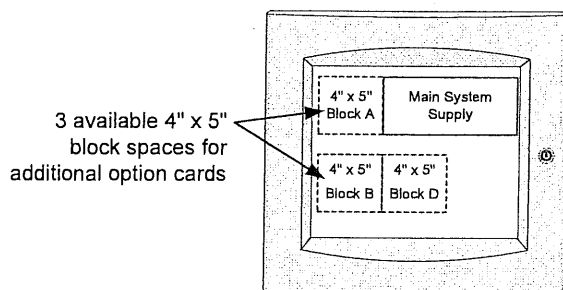 3 available 4" x 5"
block spaces for
additional option cards
4" x 5"
Block A
Main System
Supply
4" x 5"
Block B
4" x 5"
Block D